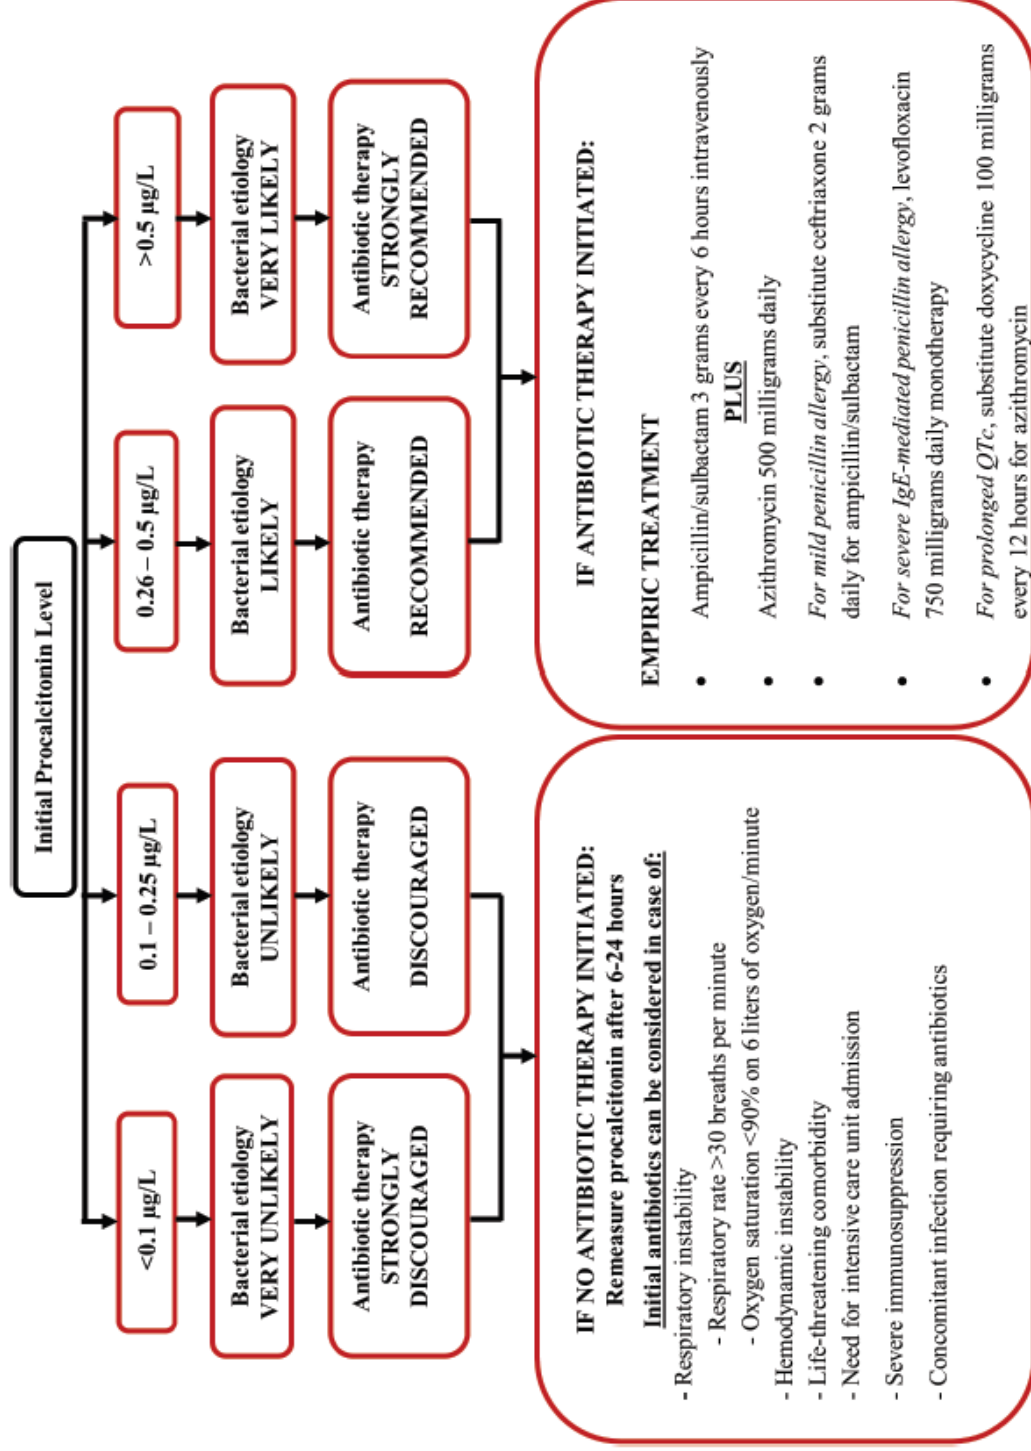 Initial Procalcitonin Level
<0.1 µg/L
0.1 – 0.25 µg/L
0.26 – 0.5 µg/L
>0.5 µg/L
Bacterial etiology
VERY UNLIKELY
Bacterial etiology
UNLIKELY
Bacterial etiology
LIKELY
Bacterial etiology
VERY LIKELY
Antibiotic therapy
STRONGLY
DISCOURAGED
Antibiotic therapy
DISCOURAGED
Antibiotic therapy
RECOMMENDED
Antibiotic therapy
STRONGLY
RECOMMENDED
IF NO ANTIBIOTIC THERAPY INITIATED:
Remeasure procalcitonin after 6-24 hours
Initial antibiotics can be considered in case of:
- Respiratory instability
- Respiratory rate >30 breaths per minute
- Oxygen saturation <90% on 6 liters of oxygen/minute
- Hemodynamic instability
- Life-threatening comorbidity
- Need for intensive care unit admission
- Severe immunosuppression
- Concomitant infection requiring antibiotics
IF ANTIBIOTIC THERAPY INITIATED:
EMPIRIC TREATMENT
• Ampicillin/sulbactam 3 grams every 6 hours intravenously
PLUS
• Azithromycin 500 milligrams daily
• For mild penicillin allergy, substitute ceftriaxone 2 grams
daily for ampicillin/sulbactam
• For severe IgE-mediated penicillin allergy, levofloxacin
750 milligrams daily monotherapy
• For prolonged QTc, substitute doxycycline 100 milligrams
every 12 hours for azithromycin